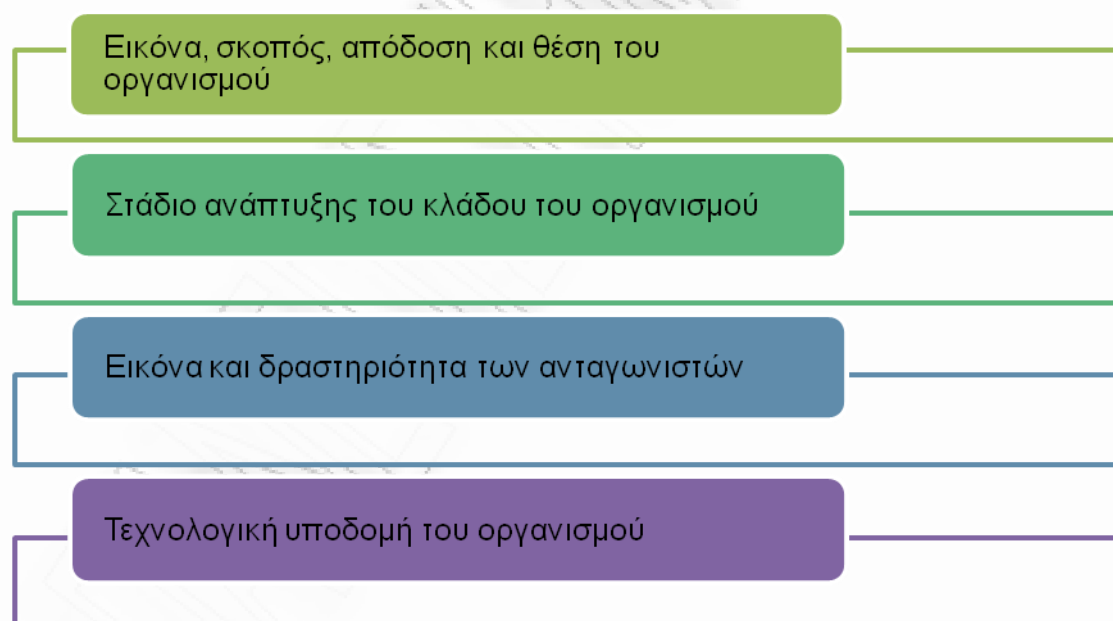 Εικόνα, σκοπός, απόδοση και θέση του
οργανισμού
Στάδιο ανάπτυξης του κλάδου του οργανισμού
Εικόνα και δραστηριότητα των ανταγωνιστών
Τεχνολογική υποδομή του οργανισμού